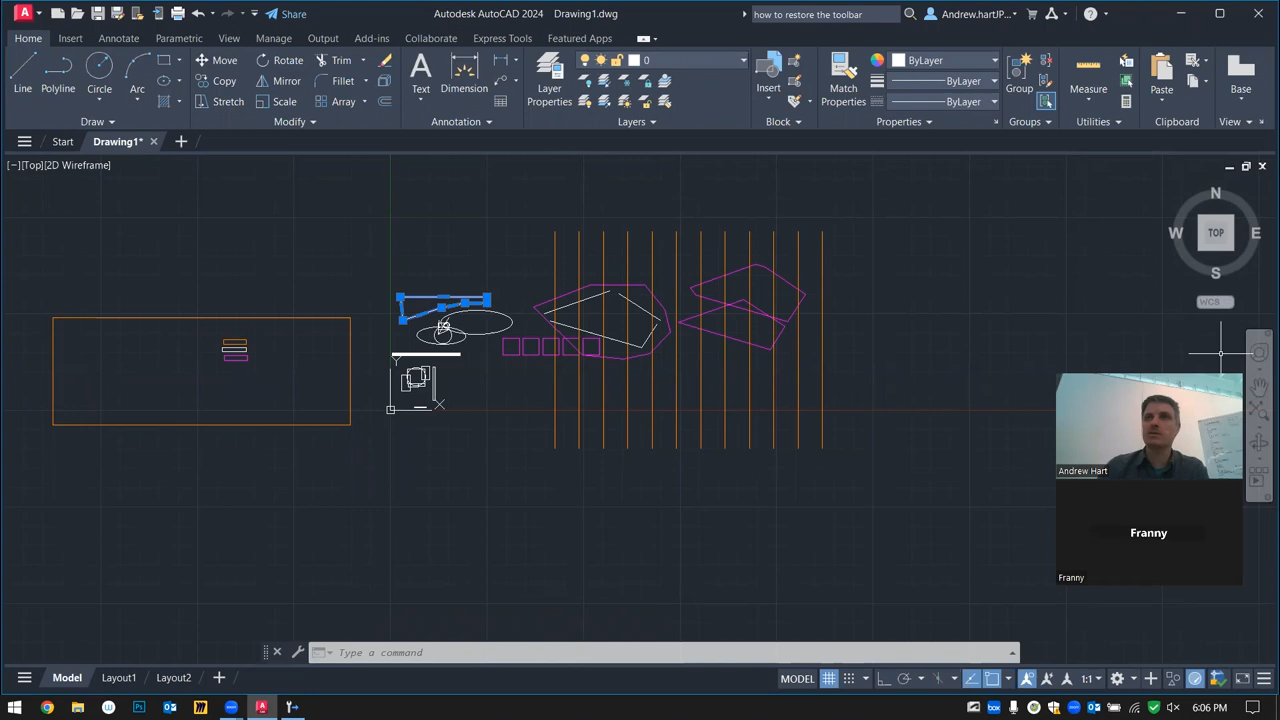 Share
Autodesk AutoCAD 2024 Drawing1.dwg
how to restore the toolbar
Andrew.hartJP...
Home Insert Annotate Parametric View Manage Output Add-ins Collaborate Express Tools Featured Apps
Line Polyline Circle Arc
Move Rotate Trim
Copy Mirror Fillet
Stretch Scale Array
Text Dimension
Layer Properties
0
Insert
Match Properties
ByLayer
ByLayer
ByLayer
Group Measure Paste Base
Draw Modify Annotation Layers Block Properties Groups Utilities Clipboard View
Start Drawing1*
[−][Top][2D Wireframe]
N
W TOP E
S
WCS
Y
X
Andrew Hart
Franny
Franny
Type a command
Model Layout1 Layout2
MODEL 1:1
6:06 PM